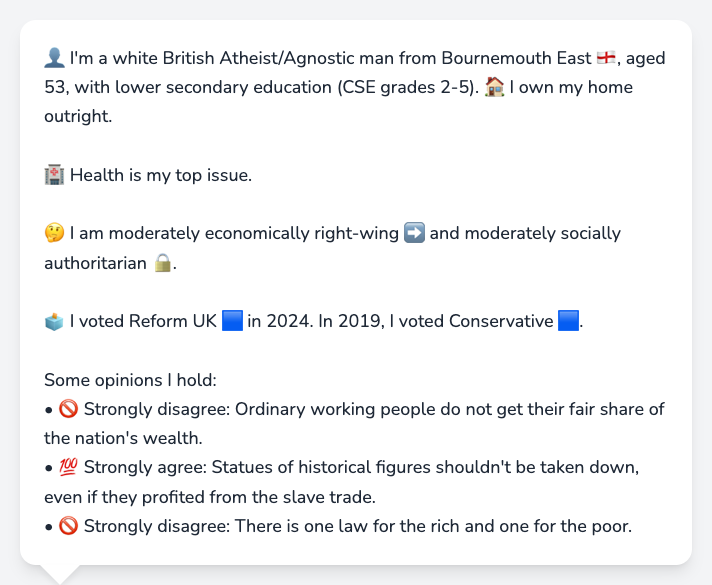 👤 I'm a white British Atheist/Agnostic man from Bournemouth East 🏴󠁧󠁢󠁥󠁮󠁧󠁿, aged
53, with lower secondary education (CSE grades 2-5). 🏠 I own my home
outright.
🏥 Health is my top issue.
🤔 I am moderately economically right-wing ➡️ and moderately socially
authoritarian 🔒.
🗳️ I voted Reform UK 🟦 in 2024. In 2019, I voted Conservative 🟦.
Some opinions I hold:
• 🚫 Strongly disagree: Ordinary working people do not get their fair share of
the nation's wealth.
• 💯 Strongly agree: Statues of historical figures shouldn't be taken down,
even if they profited from the slave trade.
• 🚫 Strongly disagree: There is one law for the rich and one for the poor.